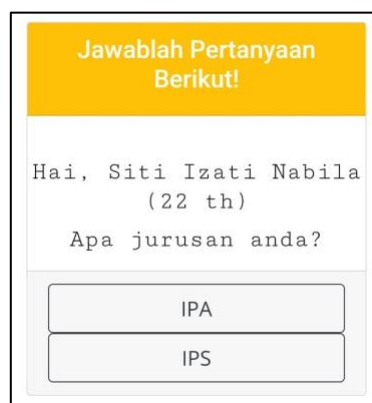 Jawablah Pertanyaan
Berikut!
Hai, Siti Izati Nabila
(22 th)
Apa jurusan anda?
IPA
IPS